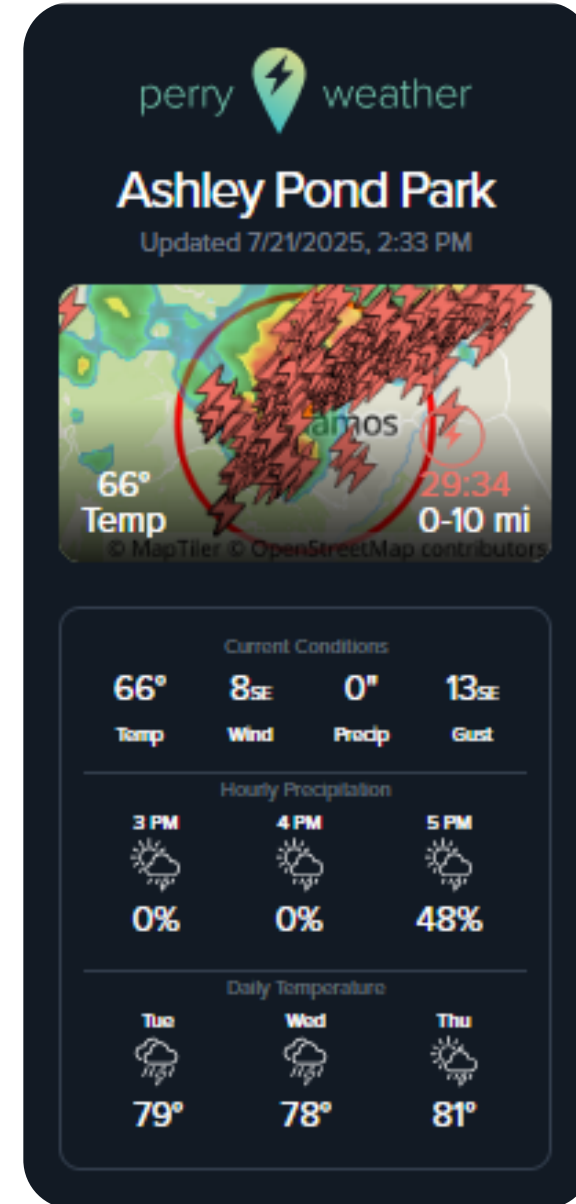 perry weather
Ashley Pond Park
Updated 7/21/2025, 2:33 PM
amos
66° 29:34
Temp 0-10 mi
© MapTiler © OpenStreetMap contributors
Current Conditions
66° 8SE 0" 13SE
Temp Wind Precip Gust
Hourly Precipitation
3 PM 4 PM 5 PM
0% 0% 48%
Daily Temperature
Tue Wed Thu
79° 78° 81°